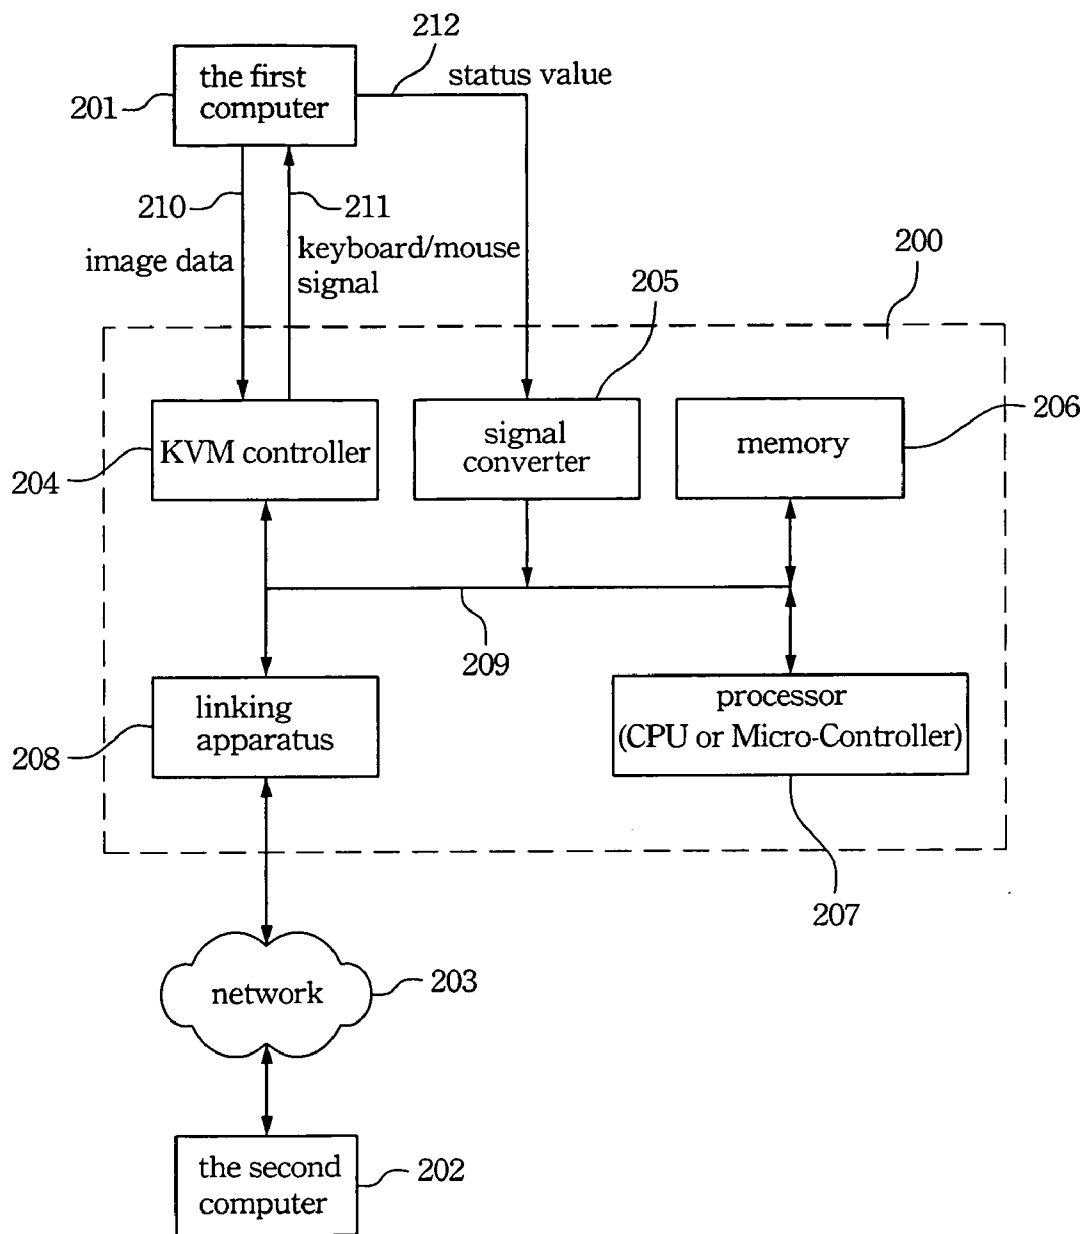 212
the first
computer
status value
201
210
211
image data
keyboard/mouse
signal
200
205
KVM controller
signal
converter
memory
206
204
209
linking
apparatus
processor
(CPU or Micro-Controller)
208
207
network
203
the second
computer
202